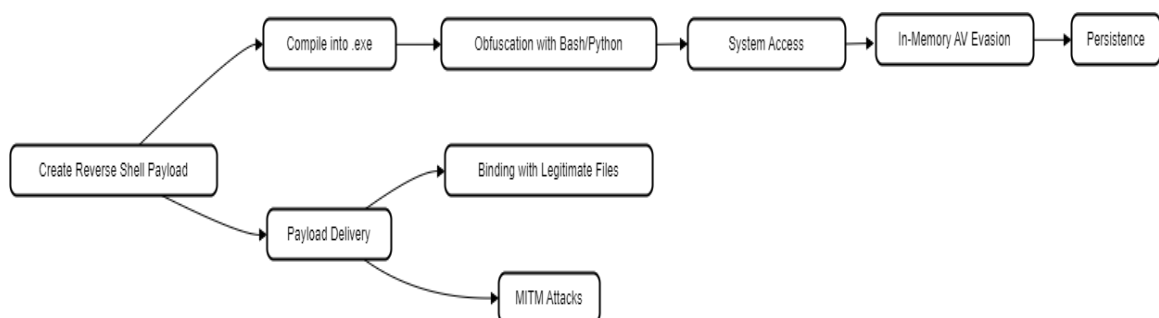 Compile into .exe
Obfuscation with Bash/Python
System Access
In-Memory AV Evasion
Persistence
Create Reverse Shell Payload
Binding with Legitimate Files
Payload Delivery
MITM Attacks